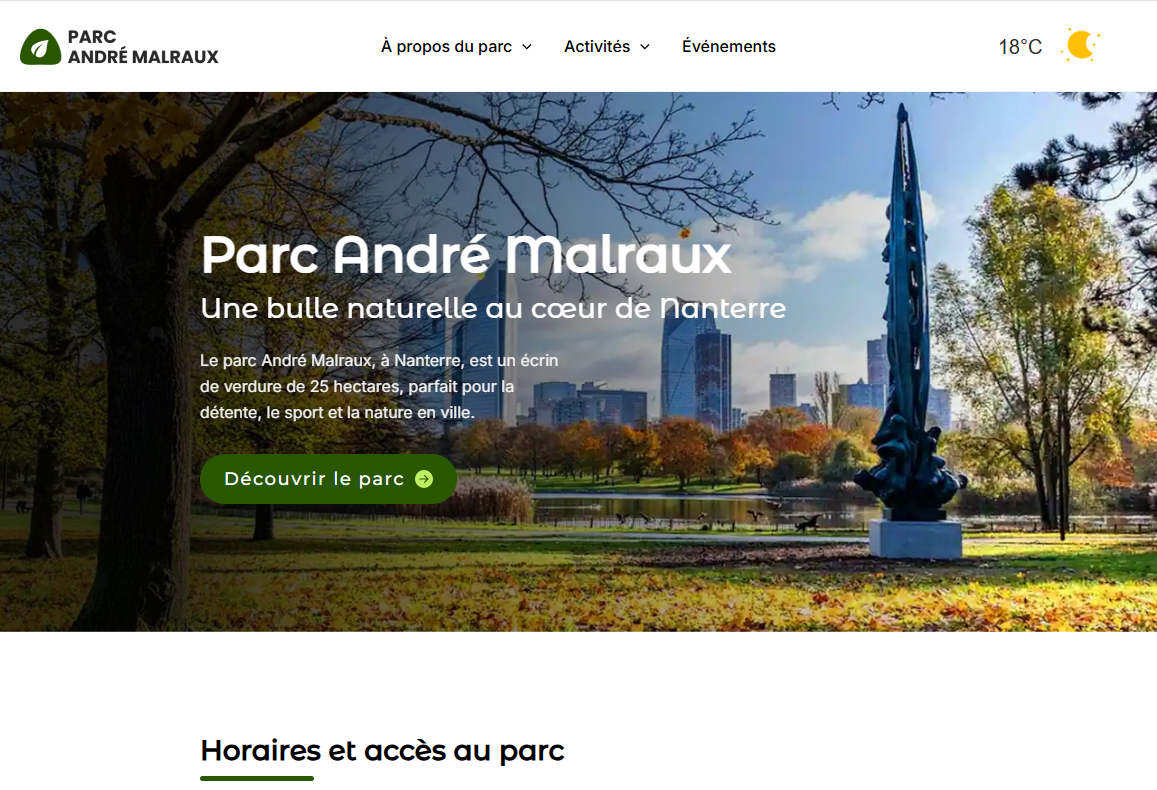 PARC
ANDRÉ MALRAUX
À propos du parc
Activités
Événements
18°C
Parc André Malraux
Une bulle naturelle au cœur de Nanterre
Le parc André Malraux, à Nanterre, est un écrin
de verdure de 25 hectares, parfait pour la
détente, le sport et la nature en ville.
Découvrir le parc
Horaires et accès au parc